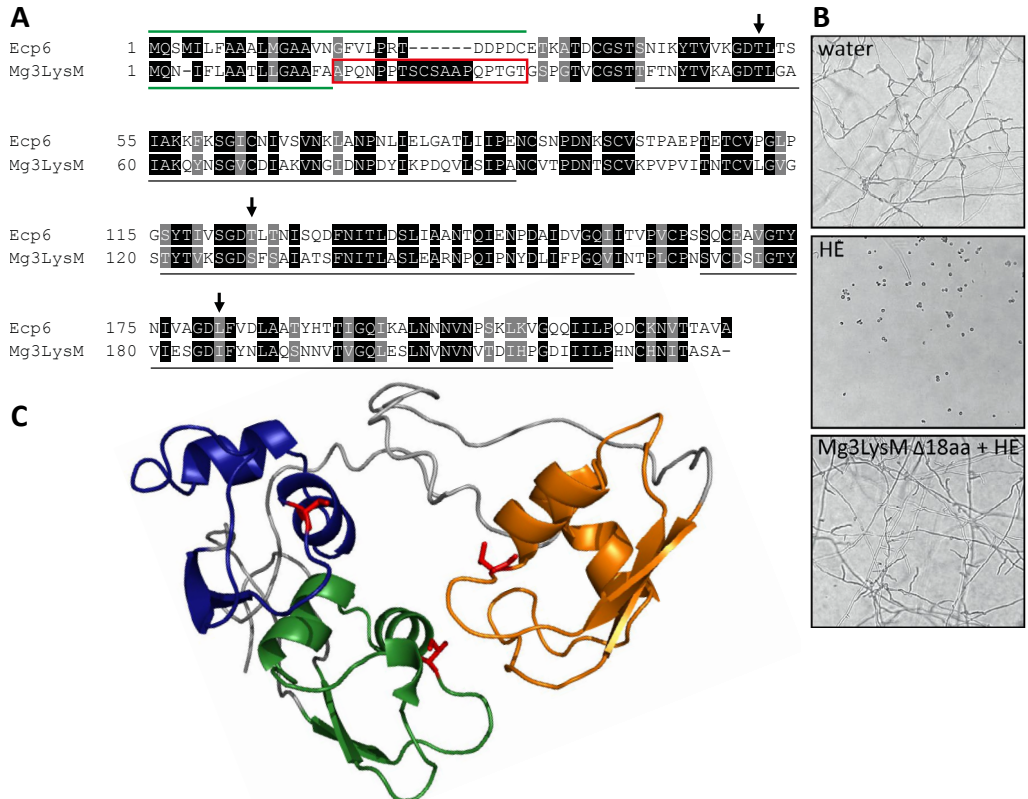 A
Ecp6 1 MQSMILFAAALMGAAVNGFVLPRT------DDPDCETKATDCGSTSNIKYTVVKGDTLTS
Mg3LysM 1 MQN-IFLAATLLGAAFAAPQNPPTSCSAAPQPTGTGSPGTVCGSTTFTNYTVKAGDTLGA
Ecp6 55 IAKKFKSGICNIVSVNKLANPNLIELGATLIIPENCSNPDNKSCVSTPAEPTETCVPGLP
Mg3LysM 60 IAKQYNSGVCDIAKVNGIDNPDYIKPDQVLSIPANCVTPDNTSCVKPVPVITNTCVLGVG
Ecp6 115 GSYTIVSGDTLTNISQDFNITLDSLIAANTQIENPDAIDVGQIITVPVCPSSQCEAVGTY
Mg3LysM 120 STYTVKSGDSFSAIATSFNITLASLEARNPQIPNYDLIFPGQVINTPLCPNSVCDSIGTY
Ecp6 175 NIVAGDLFVDLAATYHTTIGQIKALNNNVNPSKLKVGQQIILPQDCKNVTTAVA
Mg3LysM 180 VIESGDIFYNLAQSNNVTVGQLESLNVNVNVTDIHPGDIIILPHNCHNITASA-
B
water
HE
Mg3LysM Δ18aa + HE
C